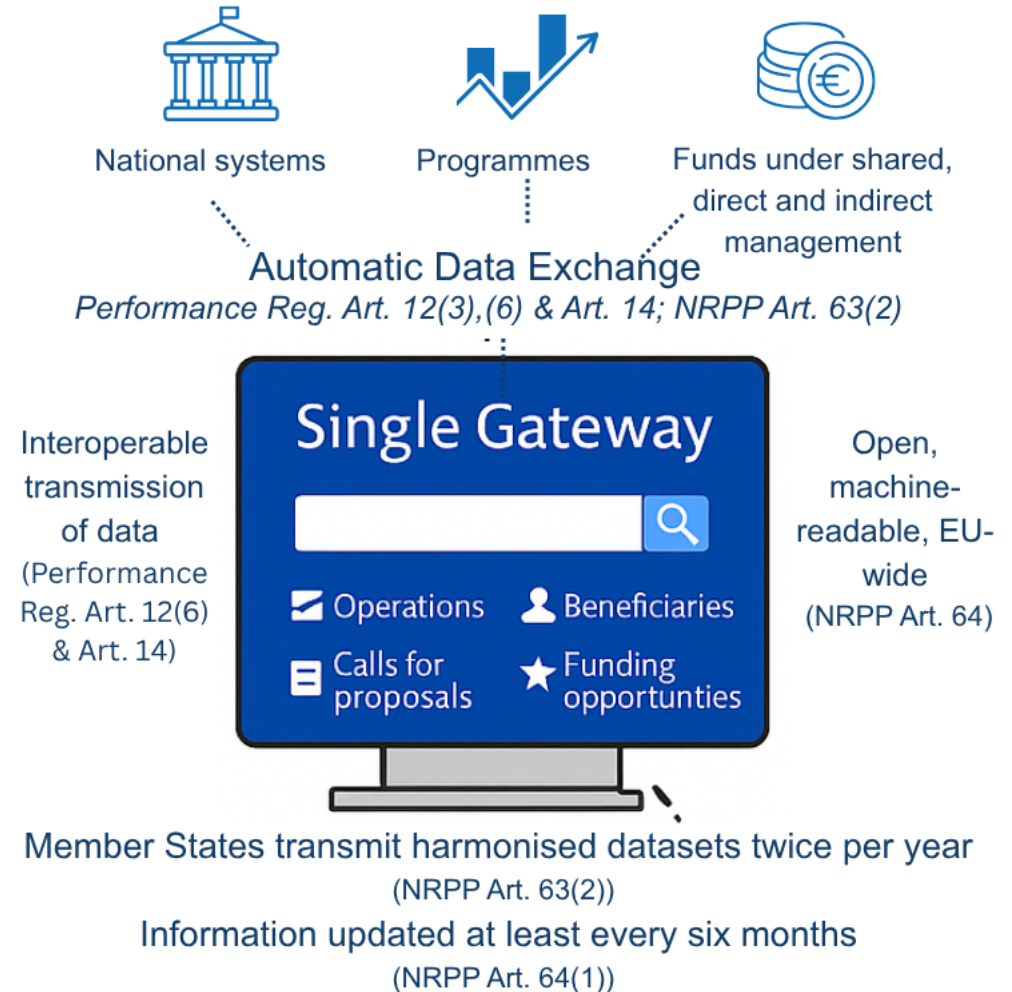 National systems
Programmes
Funds under shared,
direct and indirect
management
Automatic Data Exchange
Performance Reg. Art. 12(3),(6) & Art. 14; NRPP Art. 63(2)
Single Gateway
Operations
Beneficiaries
Calls for
proposals
Funding
opportunties
Interoperable
transmission
of data
(Performance
Reg. Art. 12(6)
& Art. 14)
Open,
machine-
readable, EU-
wide
(NRPP Art. 64)
Member States transmit harmonised datasets twice per year
(NRPP Art. 63(2))
Information updated at least every six months
(NRPP Art. 64(1))